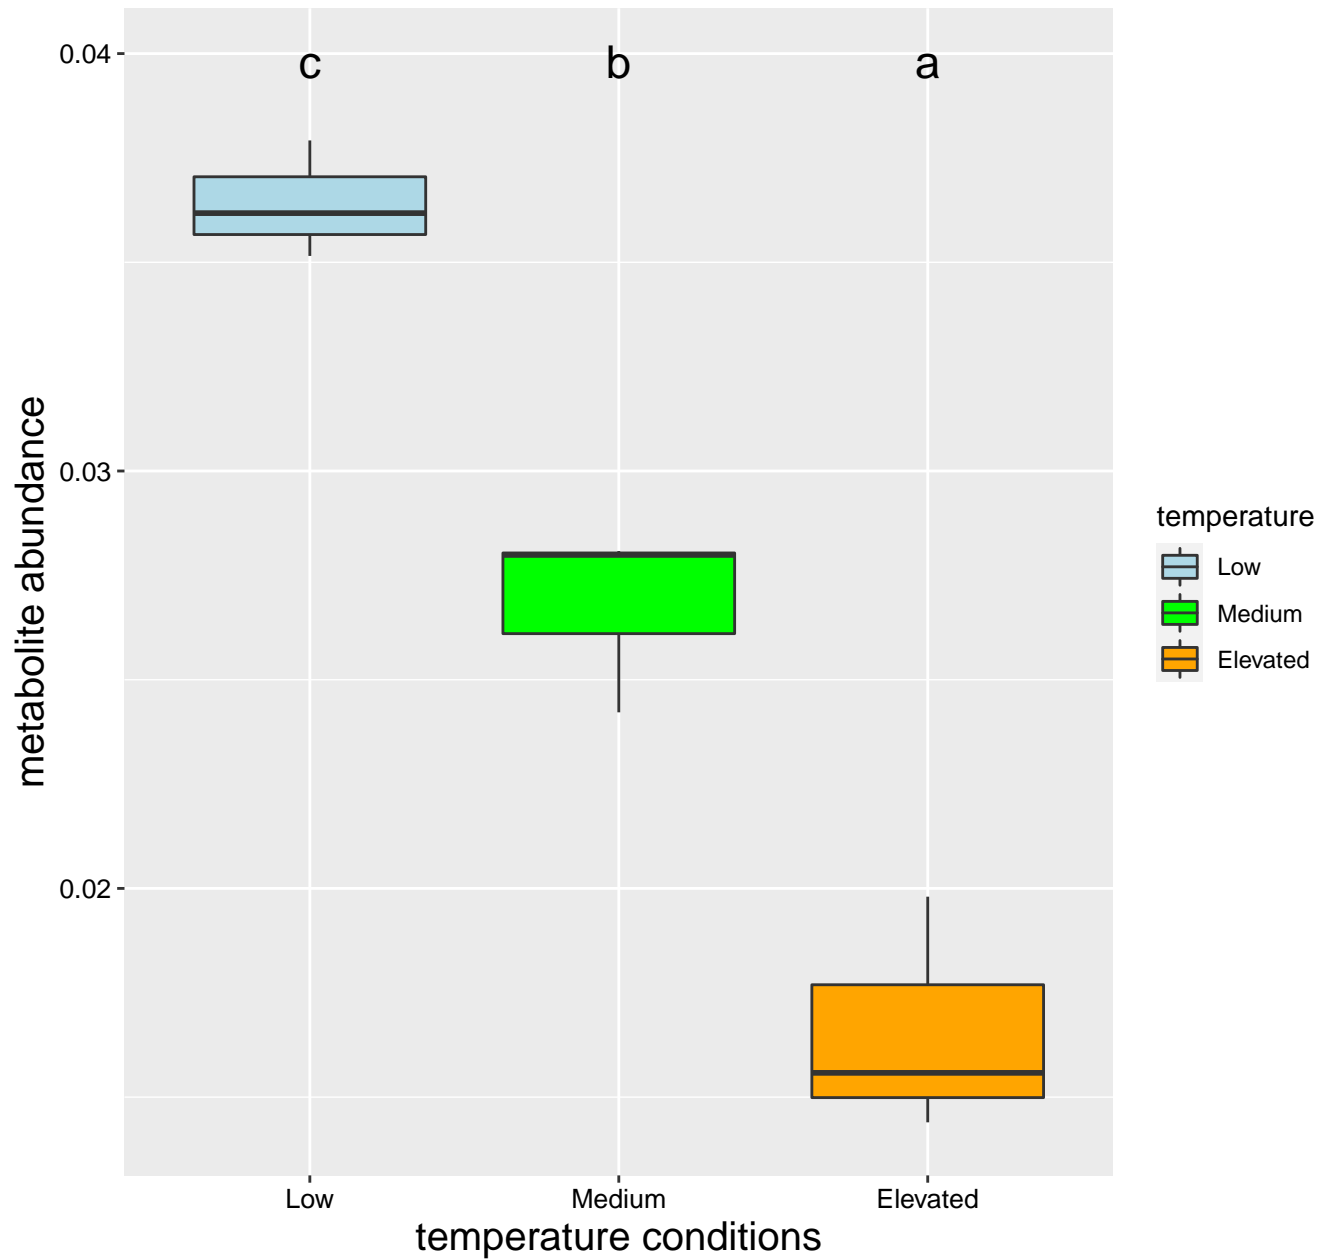 0.04
c b a
metabolite abundance
0.03
temperature
Low
Medium
Elevated
0.02
Low Medium Elevated
temperature conditions